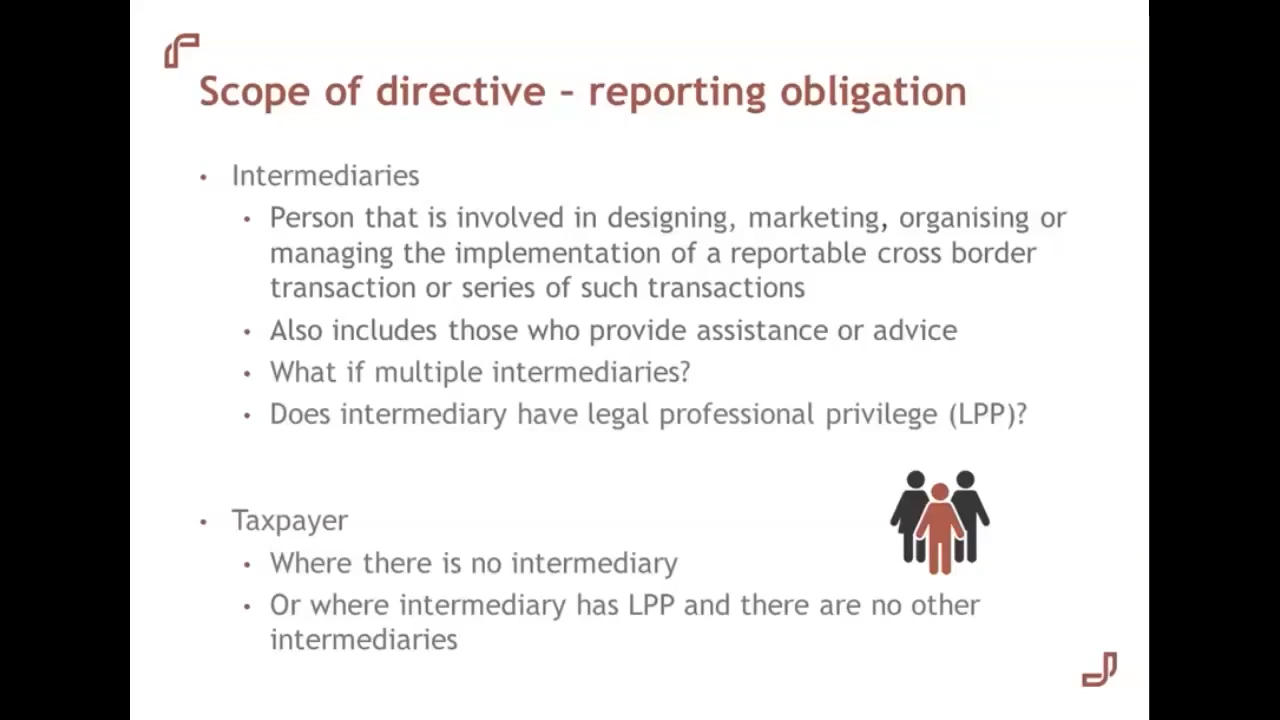 Scope of directive – reporting obligation
• Intermediaries
• Person that is involved in designing, marketing, organising or
managing the implementation of a reportable cross border
transaction or series of such transactions
• Also includes those who provide assistance or advice
• What if multiple intermediaries?
• Does intermediary have legal professional privilege (LPP)?
• Taxpayer
• Where there is no intermediary
• Or where intermediary has LPP and there are no other
intermediaries